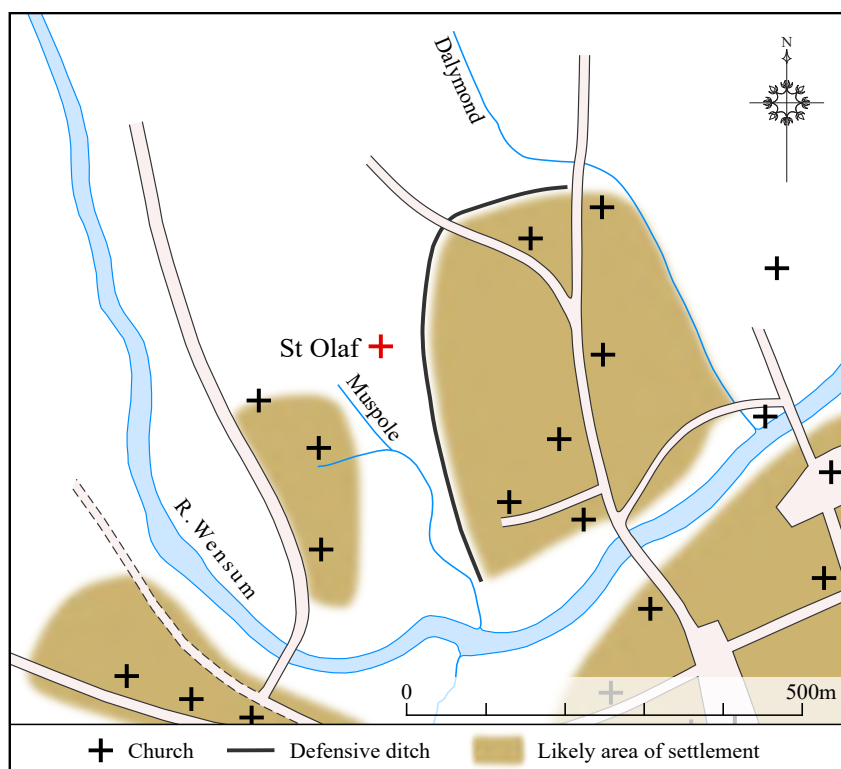 Dalymond
N
St Olaf
Muspole
R. Wensum
0
500m
Church
Defensive ditch
Likely area of settlement